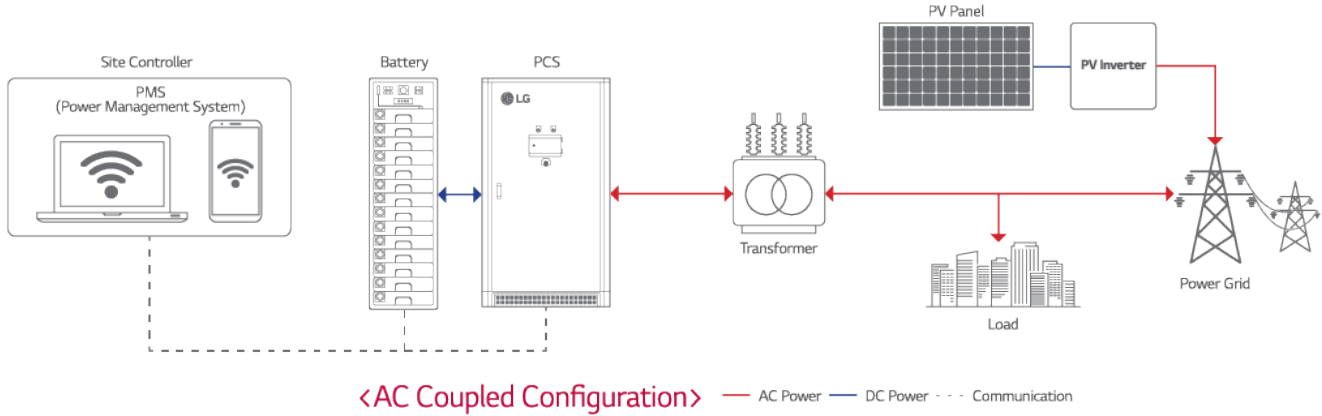 PV Panel
PV Inverter
Site Controller
PMS
(Power Management System)
Battery
PCS
LG
Transformer
Load
Power Grid
<AC Coupled Configuration>
AC Power
DC Power
Communication